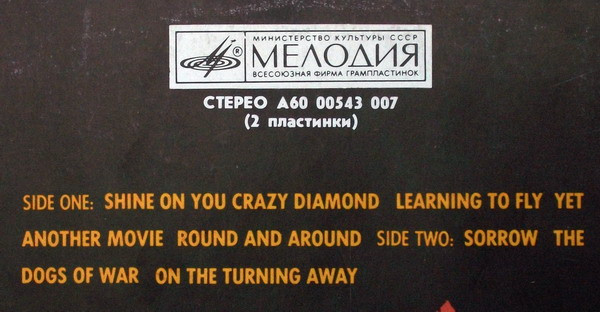 ®
МИНИСТЕРСТВО КУЛЬТУРЫ СССР
МЕЛОДИЯ
ВСЕСОЮЗНАЯ ФИРМА ГРАМПЛАСТИНОК
СТЕРЕО А60 00543 007
(2 пластинки)
SIDE ONE: SHINE ON YOU CRAZY DIAMOND LEARNING TO FLY YET
ANOTHER MOVIE ROUND AND AROUND SIDE TWO: SORROW THE
DOGS OF WAR ON THE TURNING AWAY